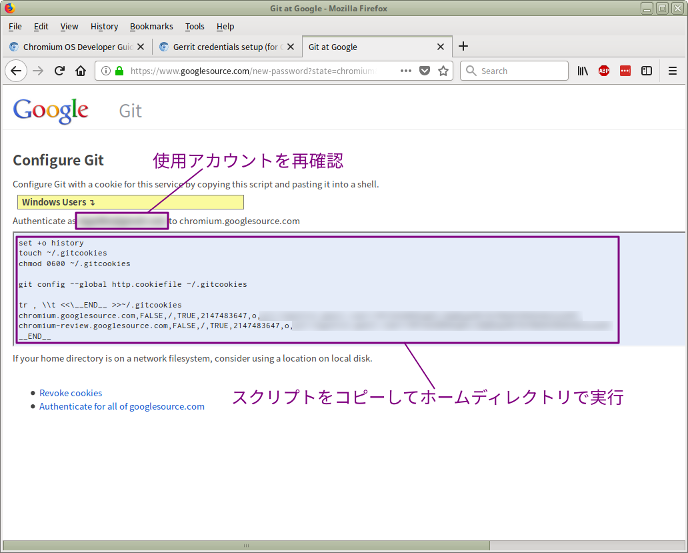 Git at Google - Mozilla Firefox
File Edit View History Bookmarks Tools Help
Chromium OS Developer Guid
Gerrit credentials setup (for C
Git at Google
https://www.googlesource.com/new-password?state=chromium
Search
ABP
Google Git
Configure Git
使用アカウントを再確認
Configure Git with a cookie for this service by copying this script and pasting it into a shell.
Windows Users ↴
Authenticate as to chromium.googlesource.com
set +o history
touch ~/.gitcookies
chmod 0600 ~/.gitcookies
git config --global http.cookiefile ~/.gitcookies
tr , \\t <<\__END__ >>~/.gitcookies
chromium.googlesource.com,FALSE,/,TRUE,2147483647,o,
chromium-review.googlesource.com,FALSE,/,TRUE,2147483647,o,
__END__
If your home directory is on a network filesystem, consider using a location on local disk.
Revoke cookies
スクリプトをコピーしてホームディレクトリで実行
Authenticate for all of googlesource.com